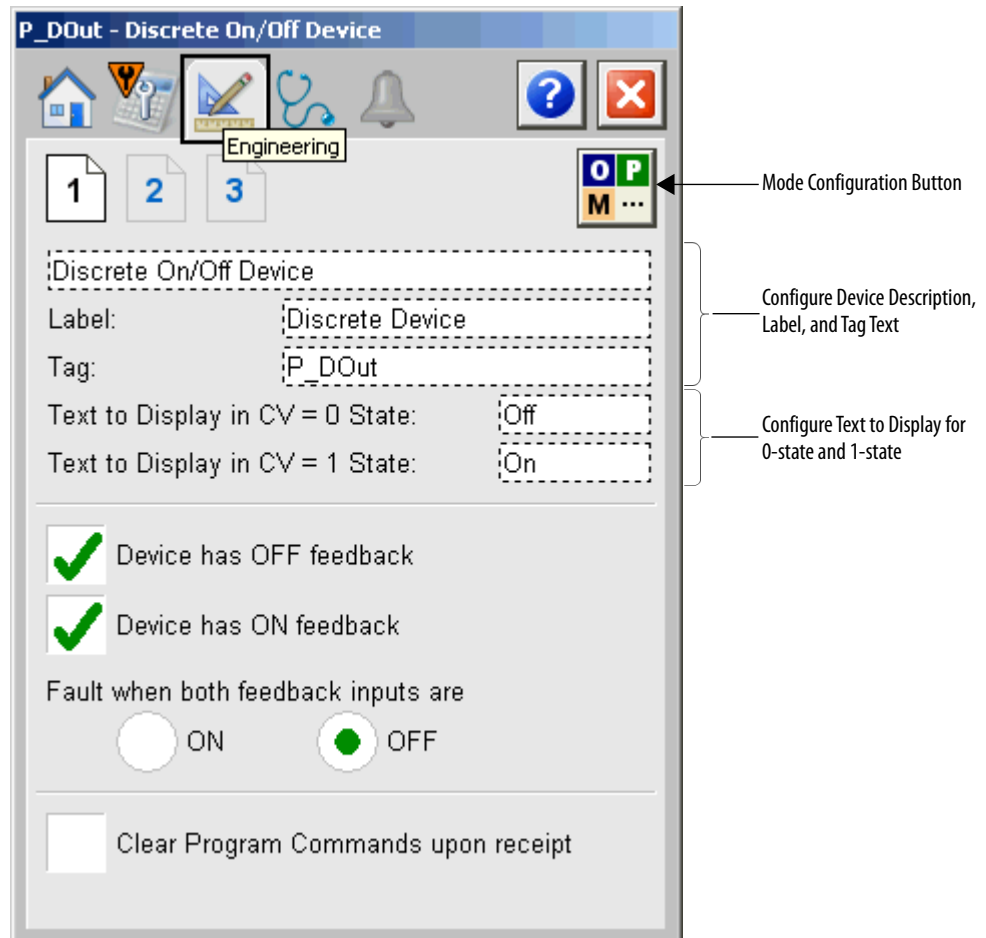 P_DOut - Discrete On/Off Device
?
Engineering
1 2 3
O P
M ...
Mode Configuration Button
Discrete On/Off Device
Label: Discrete Device
Tag: P_DOut
Configure Device Description,
Label, and Tag Text
Text to Display in CV = 0 State: Off
Text to Display in CV = 1 State: On
Configure Text to Display for
0-state and 1-state
Device has OFF feedback
Device has ON feedback
Fault when both feedback inputs are
ON OFF
Clear Program Commands upon receipt